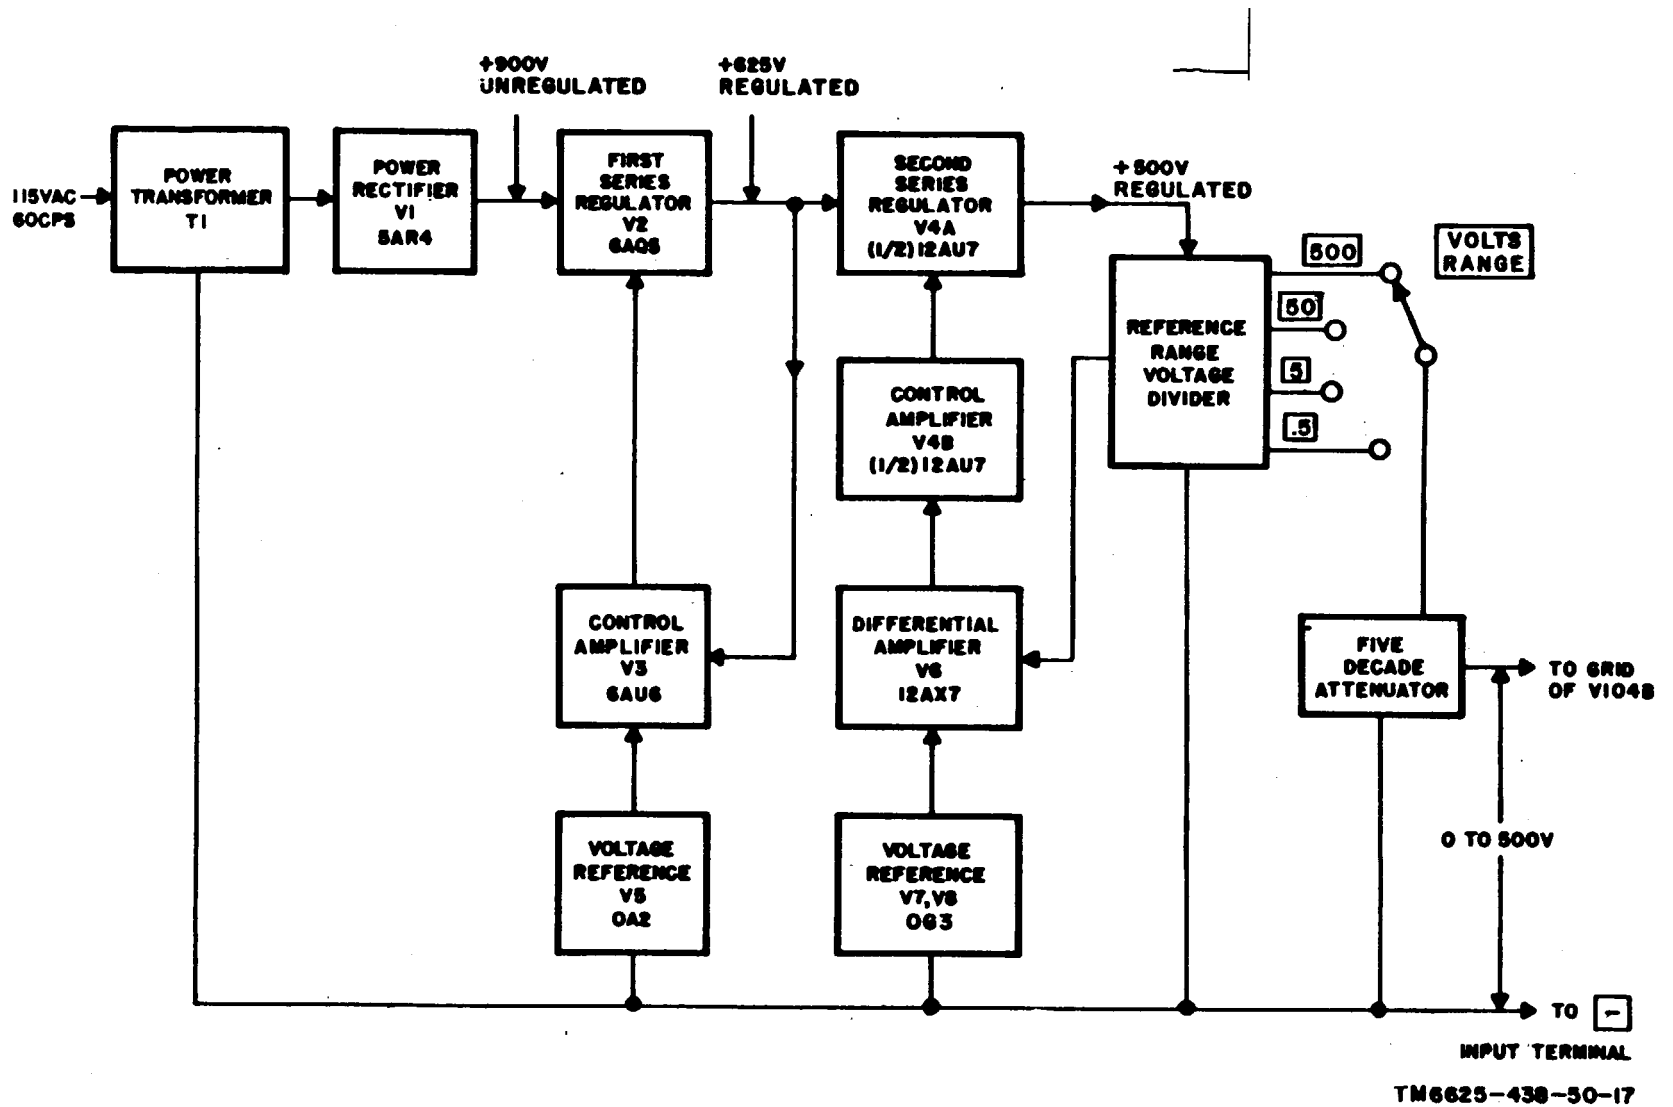 +900V
UNREGULATED
+625V
REGULATED
115VAC
60CPS
POWER
TRANSFORMER
T1
POWER
RECTIFIER
V1
5AR4
FIRST
SERIES
REGULATOR
V2
6AQ5
SECOND
SERIES
REGULATOR
V4A
(1/2)12AU7
+500V
REGULATED
VOLTS
RANGE
500
50
5
.5
REFERENCE
RANGE
VOLTAGE
DIVIDER
CONTROL
AMPLIFIER
V4B
(1/2)12AU7
CONTROL
AMPLIFIER
V3
6AU6
DIFFERENTIAL
AMPLIFIER
V6
12AX7
FIVE
DECADE
ATTENUATOR
TO GRID
OF V104B
VOLTAGE
REFERENCE
V5
OA2
VOLTAGE
REFERENCE
V7,V8
OG3
0 TO 500V
TO -
INPUT TERMINAL
TM6625-438-50-17